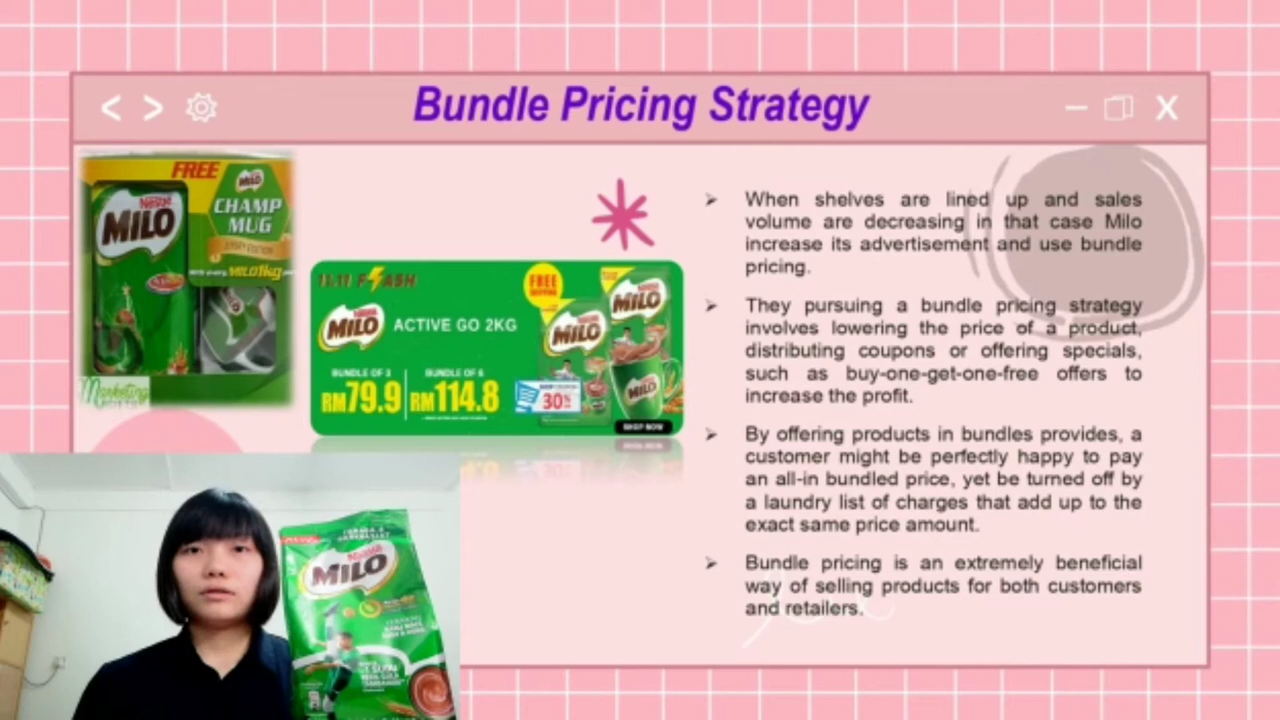 Bundle Pricing Strategy
FREE
Nestlé
MILO
CHAMP
MUG
MILO 1kg
Marketing
11.11 FLASH
MILO
ACTIVE GO 2KG
BUNDLE OF 3
BUNDLE OF 6
RM79.9
RM114.8
FREE
SHIPPING
30%
MILO
MILO
MILO
SHOP NOW
➢ When shelves are lined up and sales
volume are decreasing in that case Milo
increase its advertisement and use bundle
pricing.
➢ They pursuing a bundle pricing strategy
involves lowering the price of a product,
distributing coupons or offering specials,
such as buy-one-get-one-free offers to
increase the profit.
➢ By offering products in bundles provides, a
customer might be perfectly happy to pay
an all-in bundled price, yet be turned off by
a laundry list of charges that add up to the
exact same price amount.
➢ Bundle pricing is an extremely beneficial
way of selling products for both customers
and retailers.
Nestlé
MILO